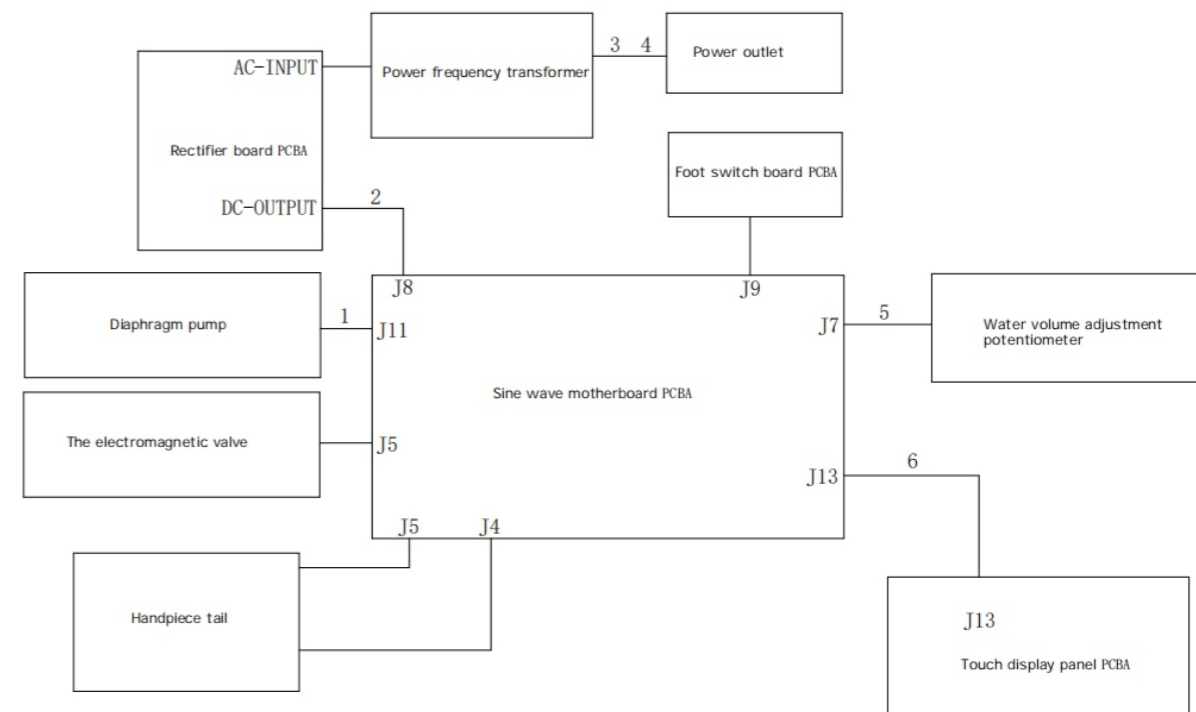 3 4
Power outlet
AC-INPUT
Power frequency transformer
Rectifier board PCBA
Foot switch board PCBA
DC-OUTPUT
2
J8
J9
Diaphragm pump
1
J11
J7
5
Water volume adjustment
potentiometer
Sine wave motherboard PCBA
The electromagnetic valve
J5
J13
6
J5
J4
Handpiece tail
J13
Touch display panel PCBA